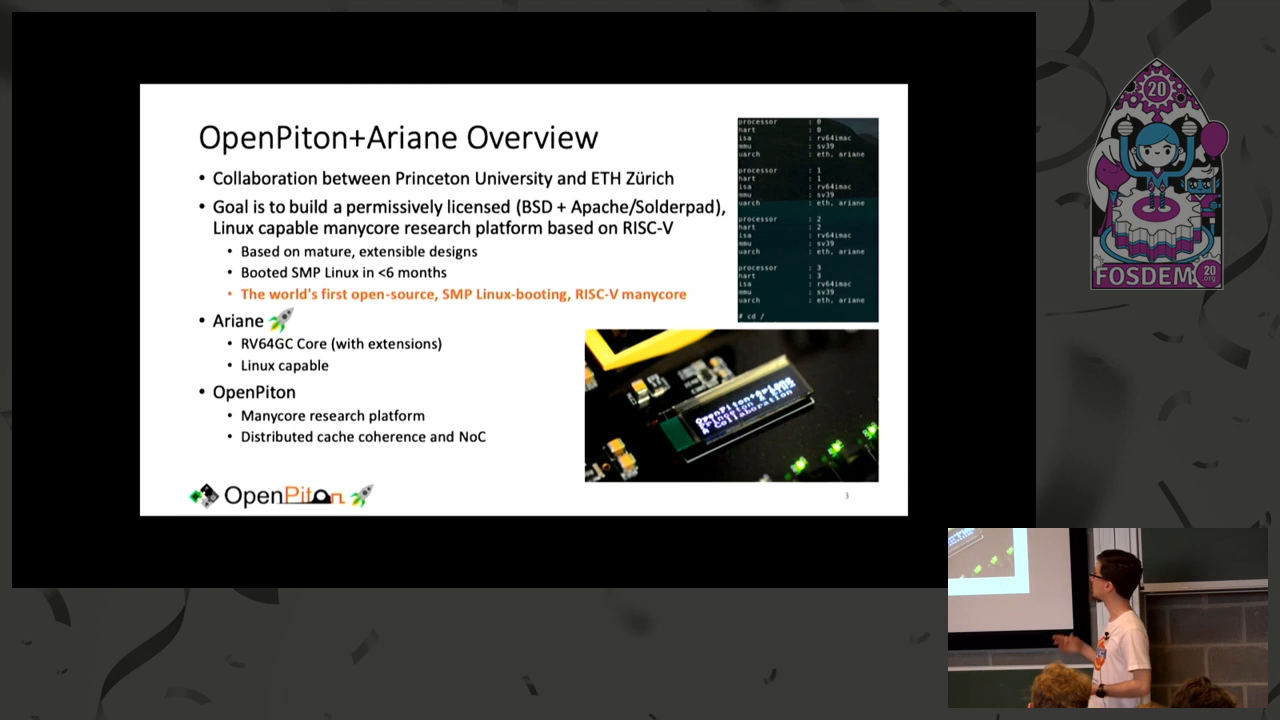 OpenPiton+Ariane Overview
• Collaboration between Princeton University and ETH Zürich
• Goal is to build a permissively licensed (BSD + Apache/Solderpad),
Linux capable manycore research platform based on RISC-V
• Based on mature, extensible designs
• Booted SMP Linux in <6 months
• The world's first open-source, SMP Linux-booting, RISC-V manycore
• Ariane
• RV64GC Core (with extensions)
• Linux capable
• OpenPiton
• Manycore research platform
• Distributed cache coherence and NoC
OpenPiton
3
processor : 0
hart : 0
isa : rv64imac
mmu : sv39
uarch : eth, ariane
processor : 1
hart : 1
isa : rv64imac
mmu : sv39
uarch : eth, ariane
processor : 2
hart : 2
isa : rv64imac
mmu : sv39
uarch : eth, ariane
processor : 3
hart : 3
isa : rv64imac
mmu : sv39
uarch : eth, ariane
# cd /
OpenPiton+Ariane
Princeton & ETHZ
A Collaboration
20
FOSDEM
20
.org